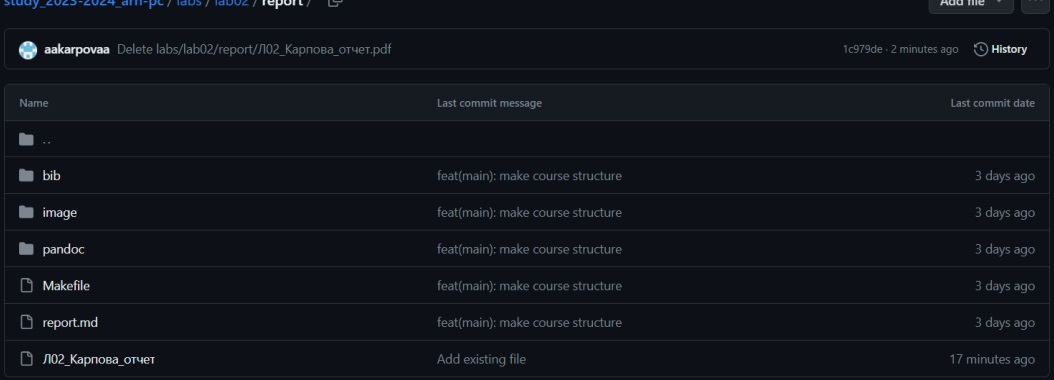 study_2023-2024_arh-pc / labs / lab02 / report /
Add file
aakarpovaa Delete labs/lab02/report/Л02_Карпова_отчет.pdf 1c979de · 2 minutes ago History
Name Last commit message Last commit date
..
bib feat(main): make course structure 3 days ago
image feat(main): make course structure 3 days ago
pandoc feat(main): make course structure 3 days ago
Makefile feat(main): make course structure 3 days ago
report.md feat(main): make course structure 3 days ago
Л02_Карпова_отчет Add existing file 17 minutes ago